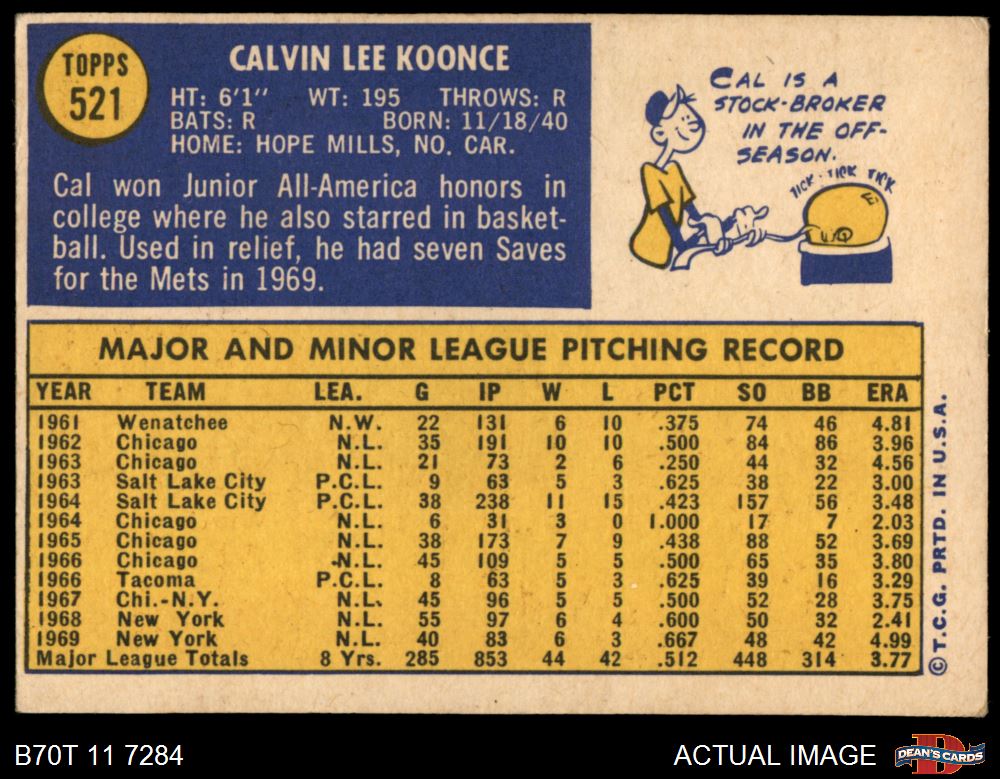 TOPPS
521
CALVIN LEE KOONCE
HT: 6'1" WT: 195 THROWS: R
BATS: R BORN: 11/18/40
HOME: HOPE MILLS, NO. CAR.
Cal won Junior All-America honors in
college where he also starred in basket-
ball. Used in relief, he had seven Saves
for the Mets in 1969.
CAL IS A
STOCK-BROKER
IN THE OFF-
SEASON.
TICK-TICK TICK
MAJOR AND MINOR LEAGUE PITCHING RECORD
YEAR TEAM LEA. G IP W L PCT SO BB ERA
1961 Wenatchee N.W. 22 131 6 10 .375 74 46 4.81
1962 Chicago N.L. 35 191 10 10 .500 84 86 3.96
1963 Chicago N.L. 21 73 2 6 .250 44 32 4.56
1963 Salt Lake City P.C.L. 9 63 5 3 .625 38 22 3.00
1964 Salt Lake City P.C.L. 38 238 11 15 .423 157 56 3.48
1964 Chicago N.L. 6 31 3 0 1.000 17 7 2.03
1965 Chicago N.L. 38 173 7 9 .438 88 52 3.69
1966 Chicago N.L. 45 109 5 5 .500 65 35 3.80
1966 Tacoma P.C.L. 8 63 5 3 .625 39 16 3.29
1967 Chi.-N.Y. N.L. 45 96 5 5 .500 52 28 3.75
1968 New York N.L. 55 97 6 4 .600 50 32 2.41
1969 New York N.L. 40 83 6 3 .667 48 42 4.99
Major League Totals 8 Yrs. 285 853 44 42 .512 448 314 3.77
© T.C.G. PRTD. IN U.S.A.
B70T 11 7284
ACTUAL IMAGE
DEAN'S CARDS